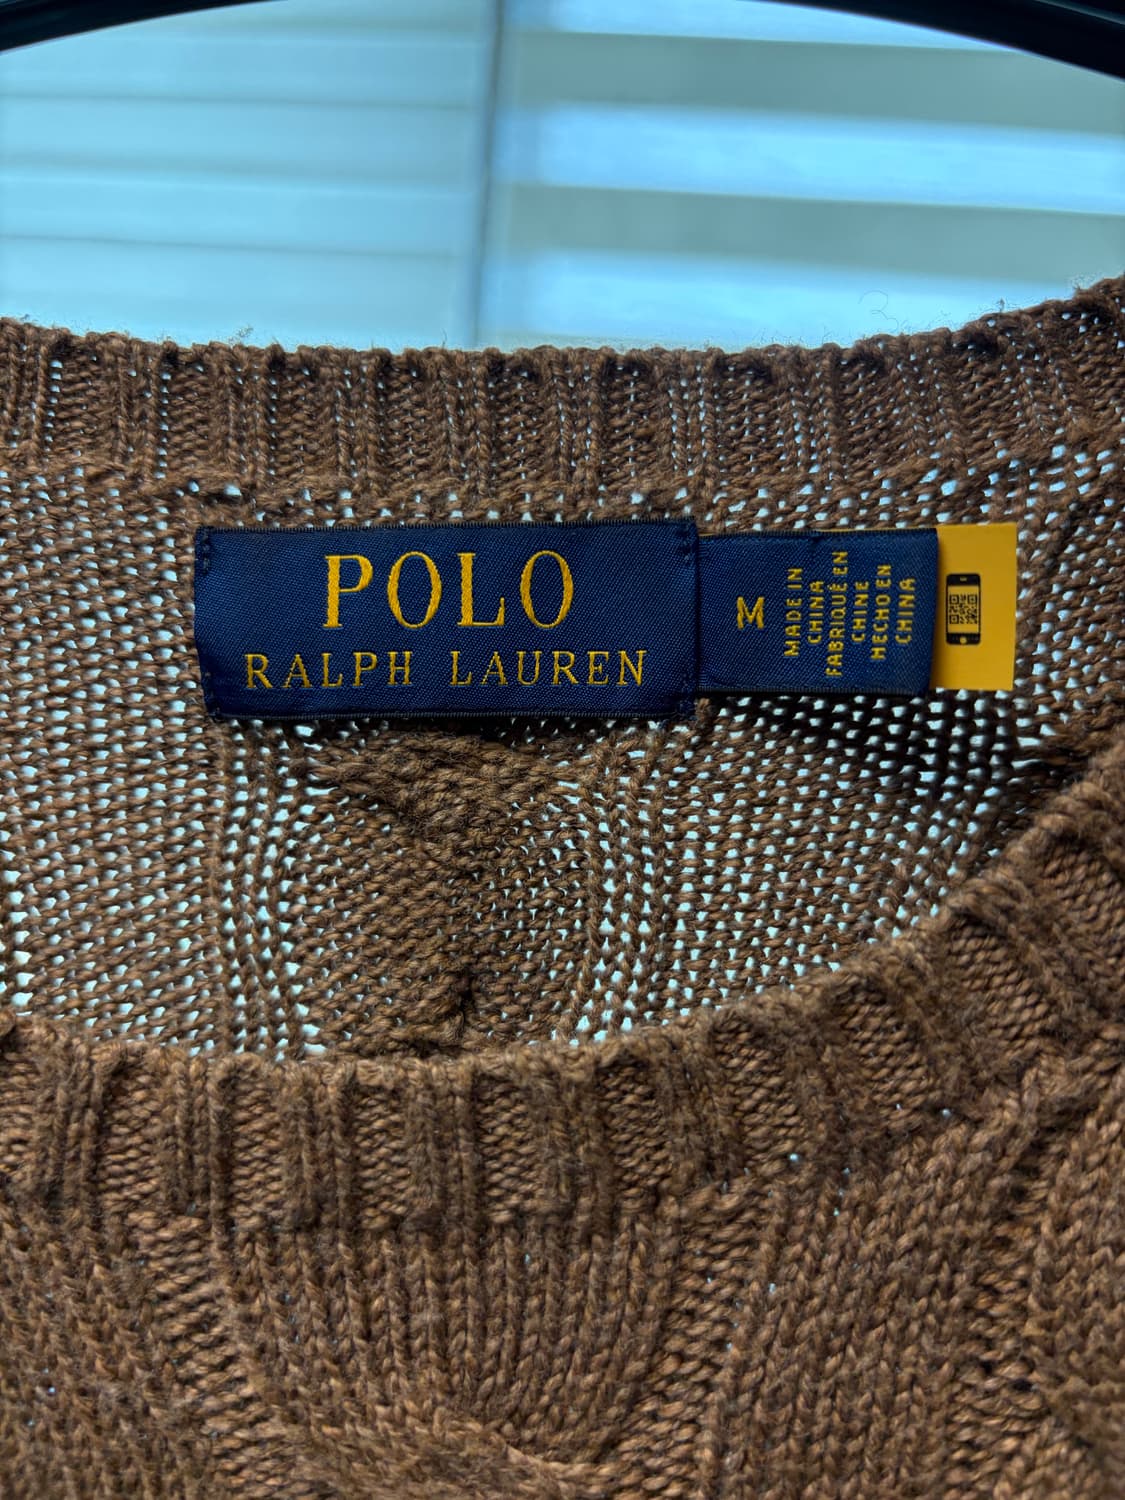 POLO
RALPH LAUREN
M
MADE IN
CHINA
FABRIQUÉ EN
CHINE
HECHO EN
CHINA